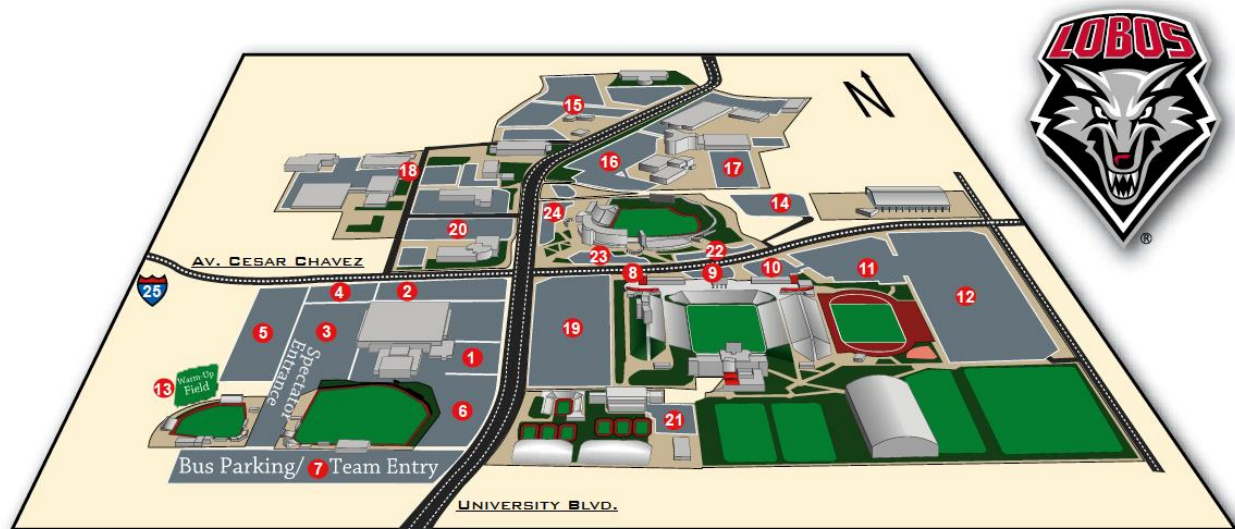 LOBOS
®
N
15
16
17
18
14
24
20
22
23
AV. CESAR CHAVEZ
8
9
10
11
25
4
2
12
5
3
19
Spectator
Entrance
1
13
Warm-Up
Field
6
21
Bus Parking/ 7 Team Entry
UNIVERSITY BLVD.